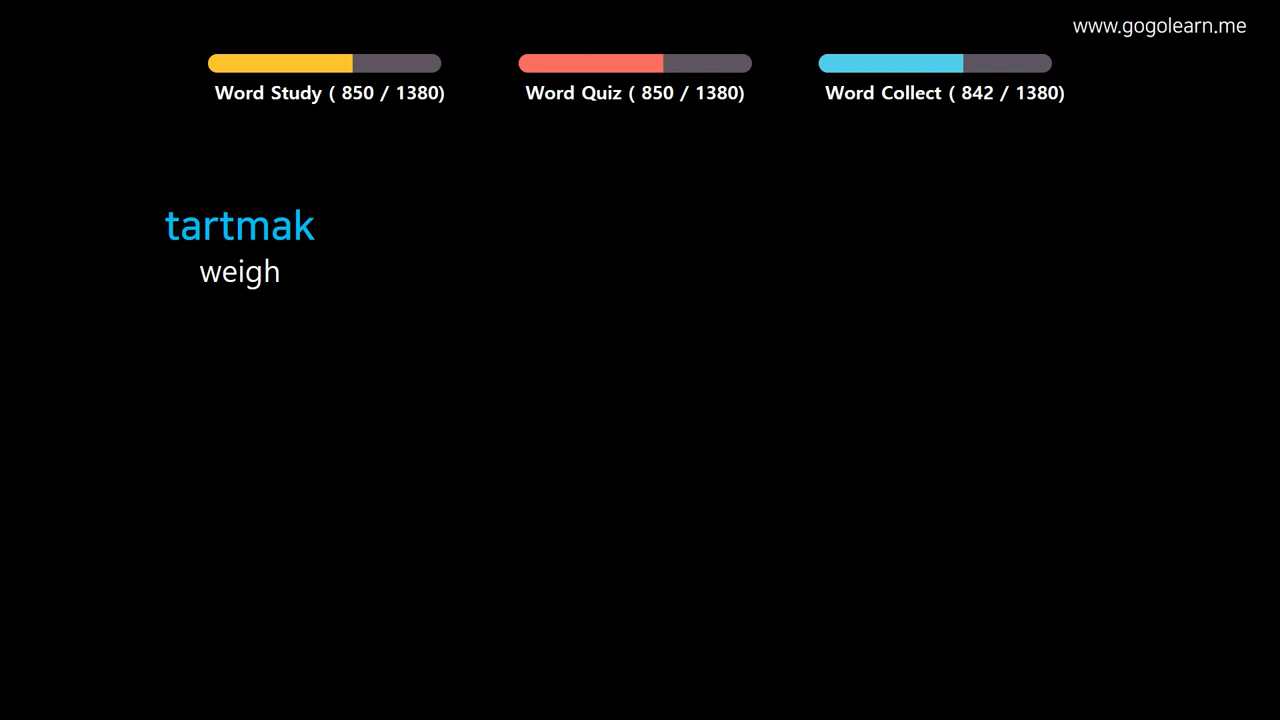 www.gogolearn.me
Word Study ( 850 / 1380)
Word Quiz ( 850 / 1380)
Word Collect ( 842 / 1380)
tartmak
weigh